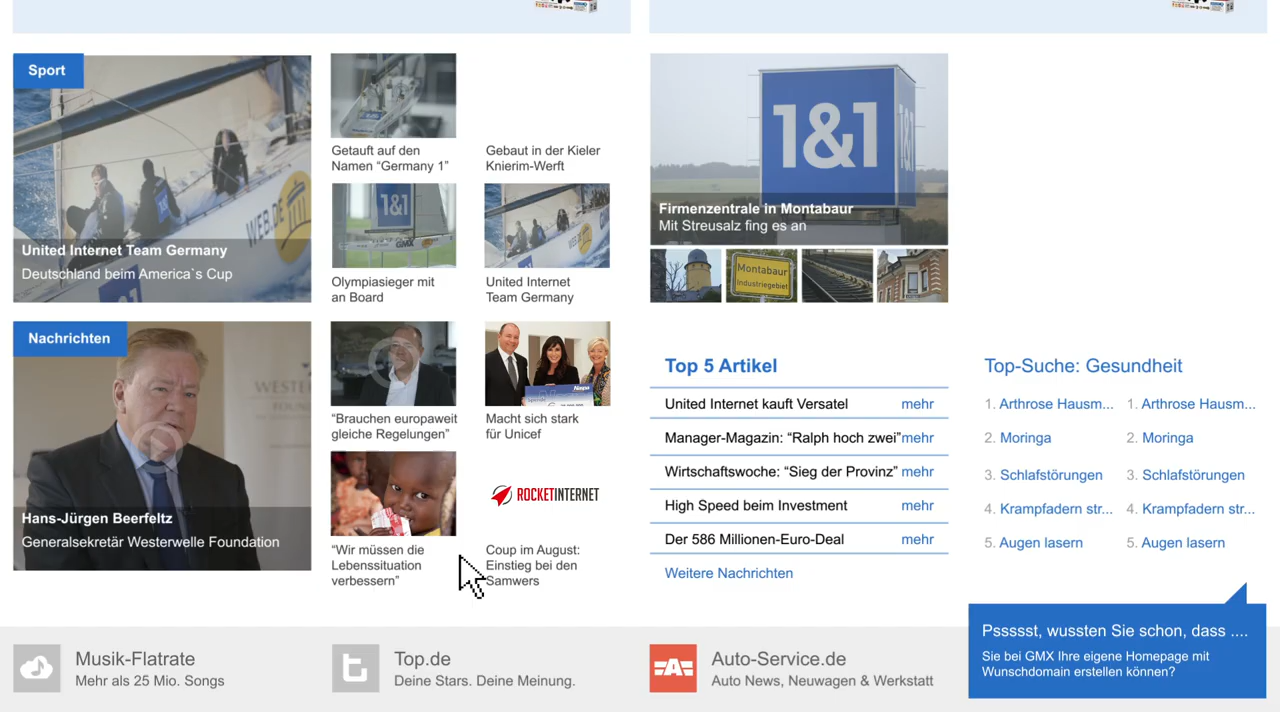 Sport
WEB.DE
United Internet Team Germany
Deutschland beim America`s Cup
Getauft auf den
Namen “Germany 1”
Gebaut in der Kieler
Knierim-Werft
1&1
GMX
Olympiasieger mit
an Board
United Internet
Team Germany
1&1
Firmenzentrale in Montabaur
Mit Streusalz fing es an
Montabaur
Industriegebiet
Nachrichten
Hans-Jürgen Beerfeltz
Generalsekretär Westerwelle Foundation
“Brauchen europaweit
gleiche Regelungen”
Macht sich stark
für Unicef
“Wir müssen die
Lebenssituation
verbessern”
ROCKETINTERNET
Coup im August:
Einstieg bei den
Samwers
Top 5 Artikel
United Internet kauft Versatel mehr
Manager-Magazin: “Ralph hoch zwei” mehr
Wirtschaftswoche: “Sieg der Provinz” mehr
High Speed beim Investment mehr
Der 586 Millionen-Euro-Deal mehr
Weitere Nachrichten
Top-Suche: Gesundheit
1. Arthrose Hausm... 1. Arthrose Hausm...
2. Moringa 2. Moringa
3. Schlafstörungen 3. Schlafstörungen
4. Krampfadern str... 4. Krampfadern str...
5. Augen lasern 5. Augen lasern
Musik-Flatrate
Mehr als 25 Mio. Songs
Top.de
Deine Stars. Deine Meinung.
Auto-Service.de
Auto News, Neuwagen & Werkstatt
Pssssst, wussten Sie schon, dass ....
Sie bei GMX Ihre eigene Homepage mit
Wunschdomain erstellen können?